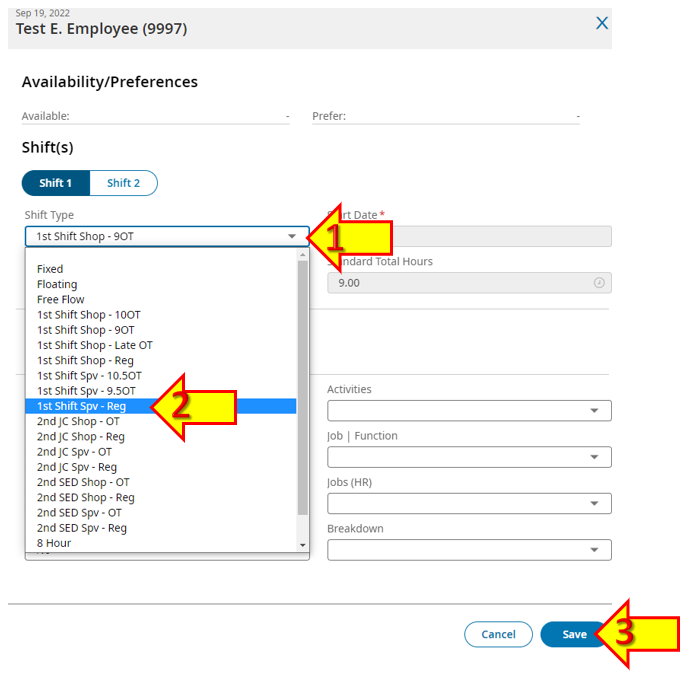 Sep 19, 2022
Test E. Employee (9997)
X
Availability/Preferences
Available: -
Prefer: -
Shift(s)
Shift 1
Shift 2
Shift Type
1st Shift Shop - 9OT
1
Date *
Total Hours
9.00
Fixed
Floating
Free Flow
1st Shift Shop - 10OT
1st Shift Shop - 9OT
1st Shift Shop - Late OT
1st Shift Shop - Reg
1st Shift Spv - 10.5OT
1st Shift Spv - 9.5OT
1st Shift Spv - Reg
2
2nd JC Shop - OT
2nd JC Shop - Reg
2nd JC Spv - OT
2nd JC Spv - Reg
2nd SED Shop - OT
2nd SED Shop - Reg
2nd SED Spv - OT
2nd SED Spv - Reg
8 Hour
Activities
Job | Function
Jobs (HR)
Breakdown
Cancel
Save
3